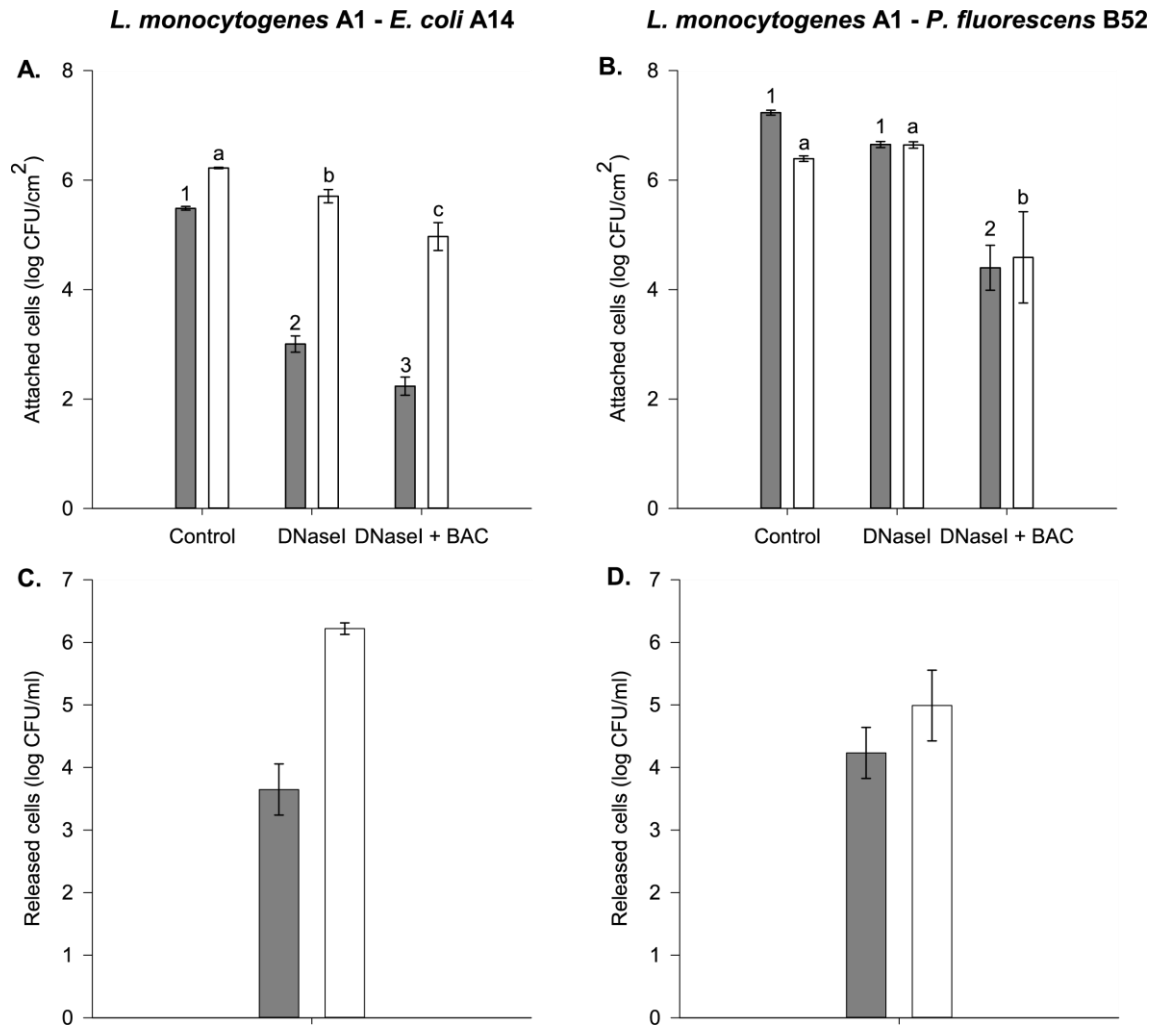 L. monocytogenes A1 - E. coli A14
L. monocytogenes A1 - P. fluorescens B52
A.
Attached cells (log CFU/cm2)
8
6
4
2
0
1
a
2
b
3
c
Control
DNaseI
DNaseI + BAC
B.
Attached cells (log CFU/cm2)
8
6
4
2
0
1
a
1
a
2
b
Control
DNaseI
DNaseI + BAC
C.
Released cells (log CFU/ml)
7
6
5
4
3
2
1
0
D.
Released cells (log CFU/ml)
7
6
5
4
3
2
1
0